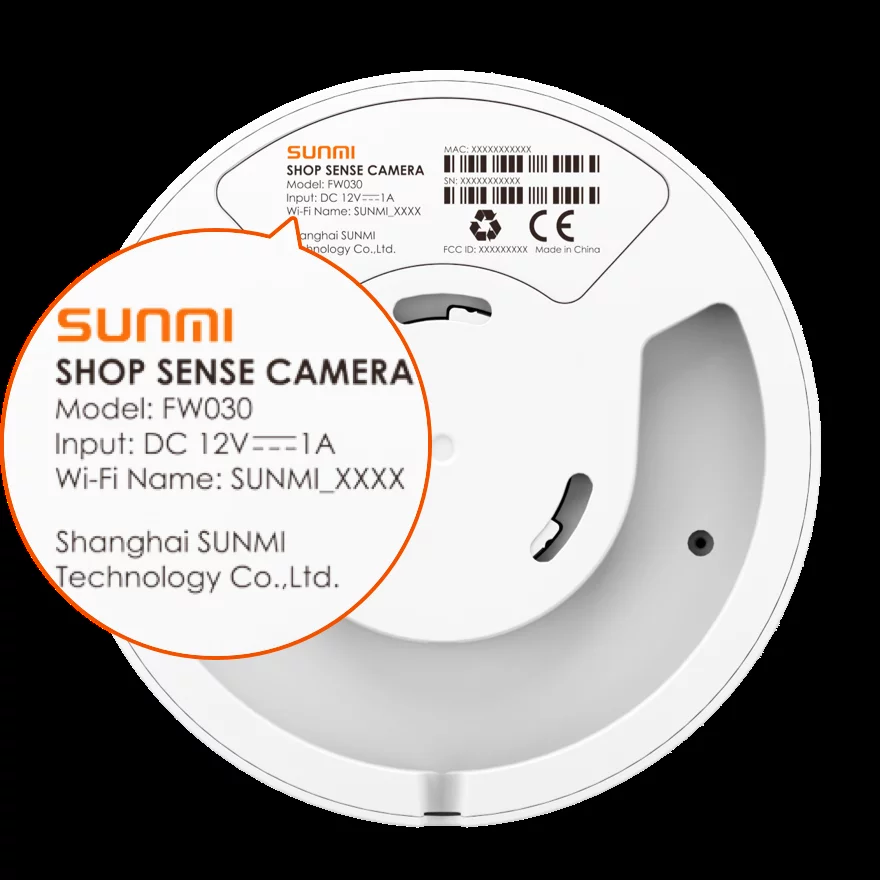 SUNMI
SHOP SENSE CAMERA
Model: FW030
Input: DC 12V⎓1A
Wi-Fi Name: SUNMI_XXXX
anghai SUNMI
hnology Co.,Ltd.
MAC: XXXXXXXXXXX
SN: XXXXXXXXXXX
CE
FCC ID: XXXXXXXXX Made in China
SUNMI
SHOP SENSE CAMERA
Model: FW030
Input: DC 12V⎓1A
Wi-Fi Name: SUNMI_XXXX
Shanghai SUNMI
Technology Co.,Ltd.